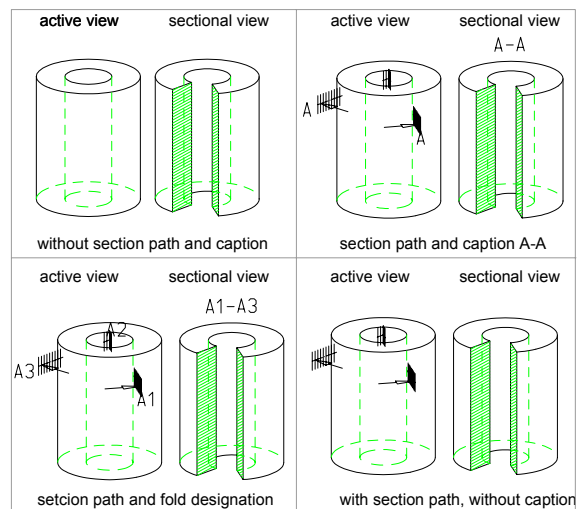 active view sectional view
without section path and caption
active view sectional view
A-A
A
A
section path and caption A-A
active view sectional view
A1-A3
A2
A3
A1
setcion path and fold designation
active view sectional view
with section path, without caption